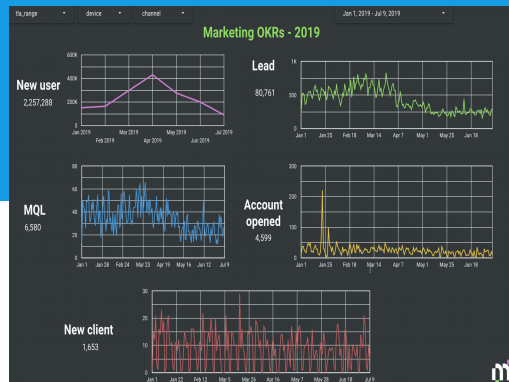 tla_range device channel Jan 1, 2019 - Jul 9, 2019
Marketing OKRs - 2019
New user
2,257,288
600K
400K
200K
0
Jan 2019 Mar 2019 May 2019 Jul 2019
Feb 2019 Apr 2019 Jun 2019
Lead
80,761
1K
500
0
Jan 1 Jan 25 Feb 18 Mar 14 Apr 7 May 1 May 25 Jun 18
MQL
6,580
80
60
40
20
0
Jan 1 Jan 28 Feb 24 Mar 23 Apr 19 May 16 Jun 12 Jul 9
Account
opened
4,599
300
200
100
0
Jan 1 Jan 25 Feb 18 Mar 14 Apr 7 May 1 May 25 Jun 18
New client
1,653
30
20
10
0
Jan 1 Jan 22 Feb 12 Mar 5 Mar 26 Apr 16 May 7 May 28 Jun 18 Jul 9